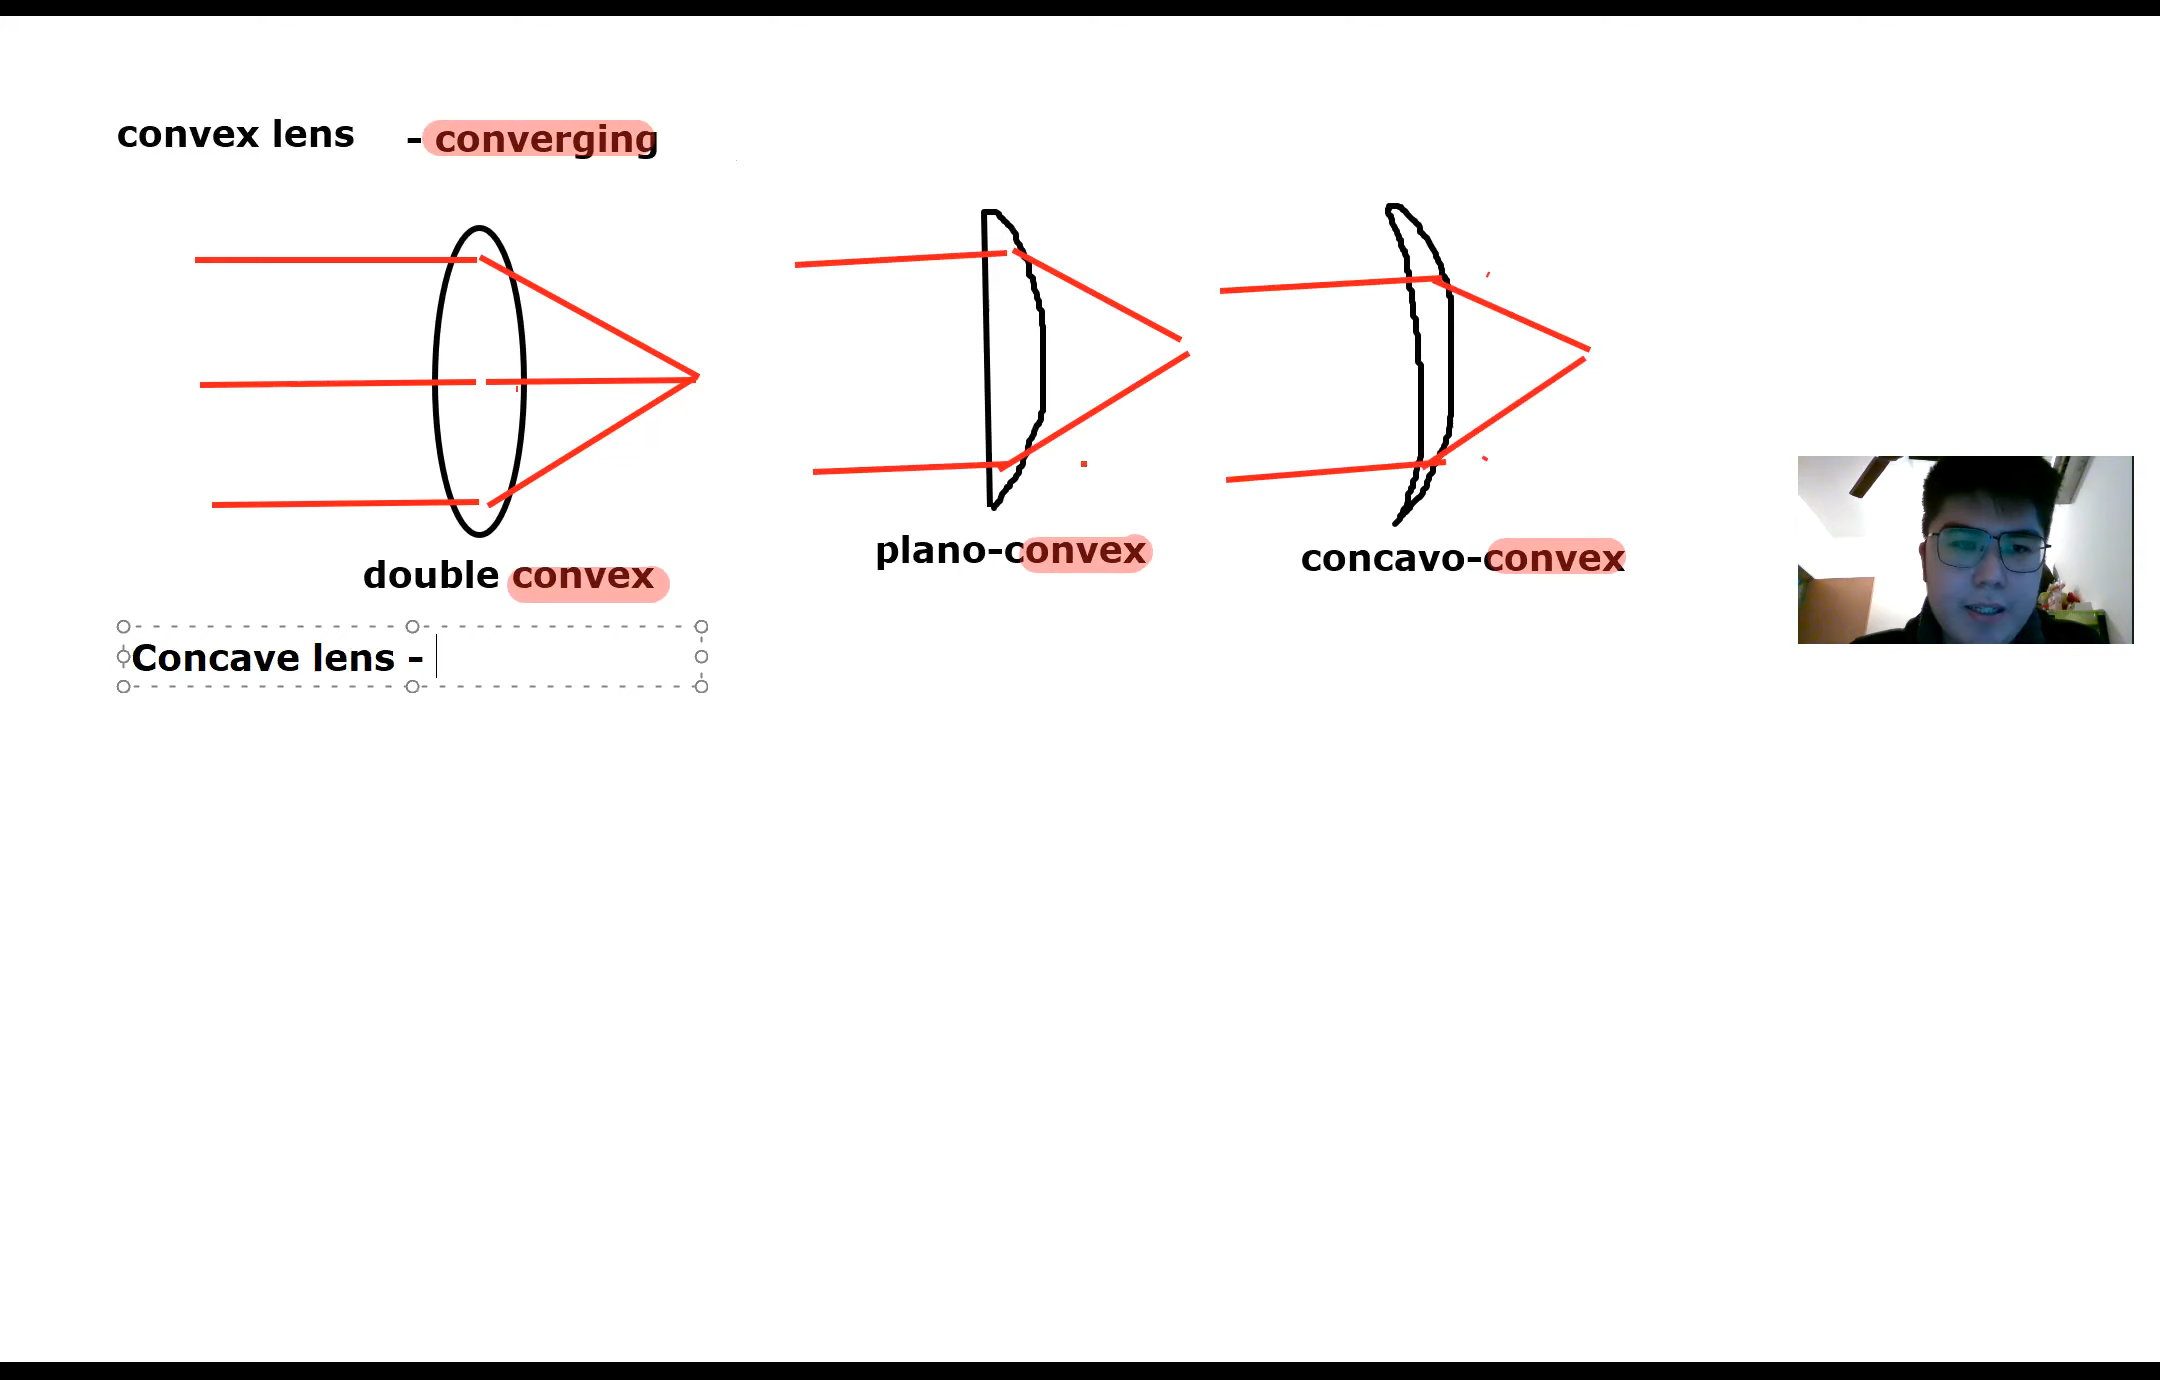 convex lens - converging
double convex
plano-convex
concavo-convex
Concave lens -